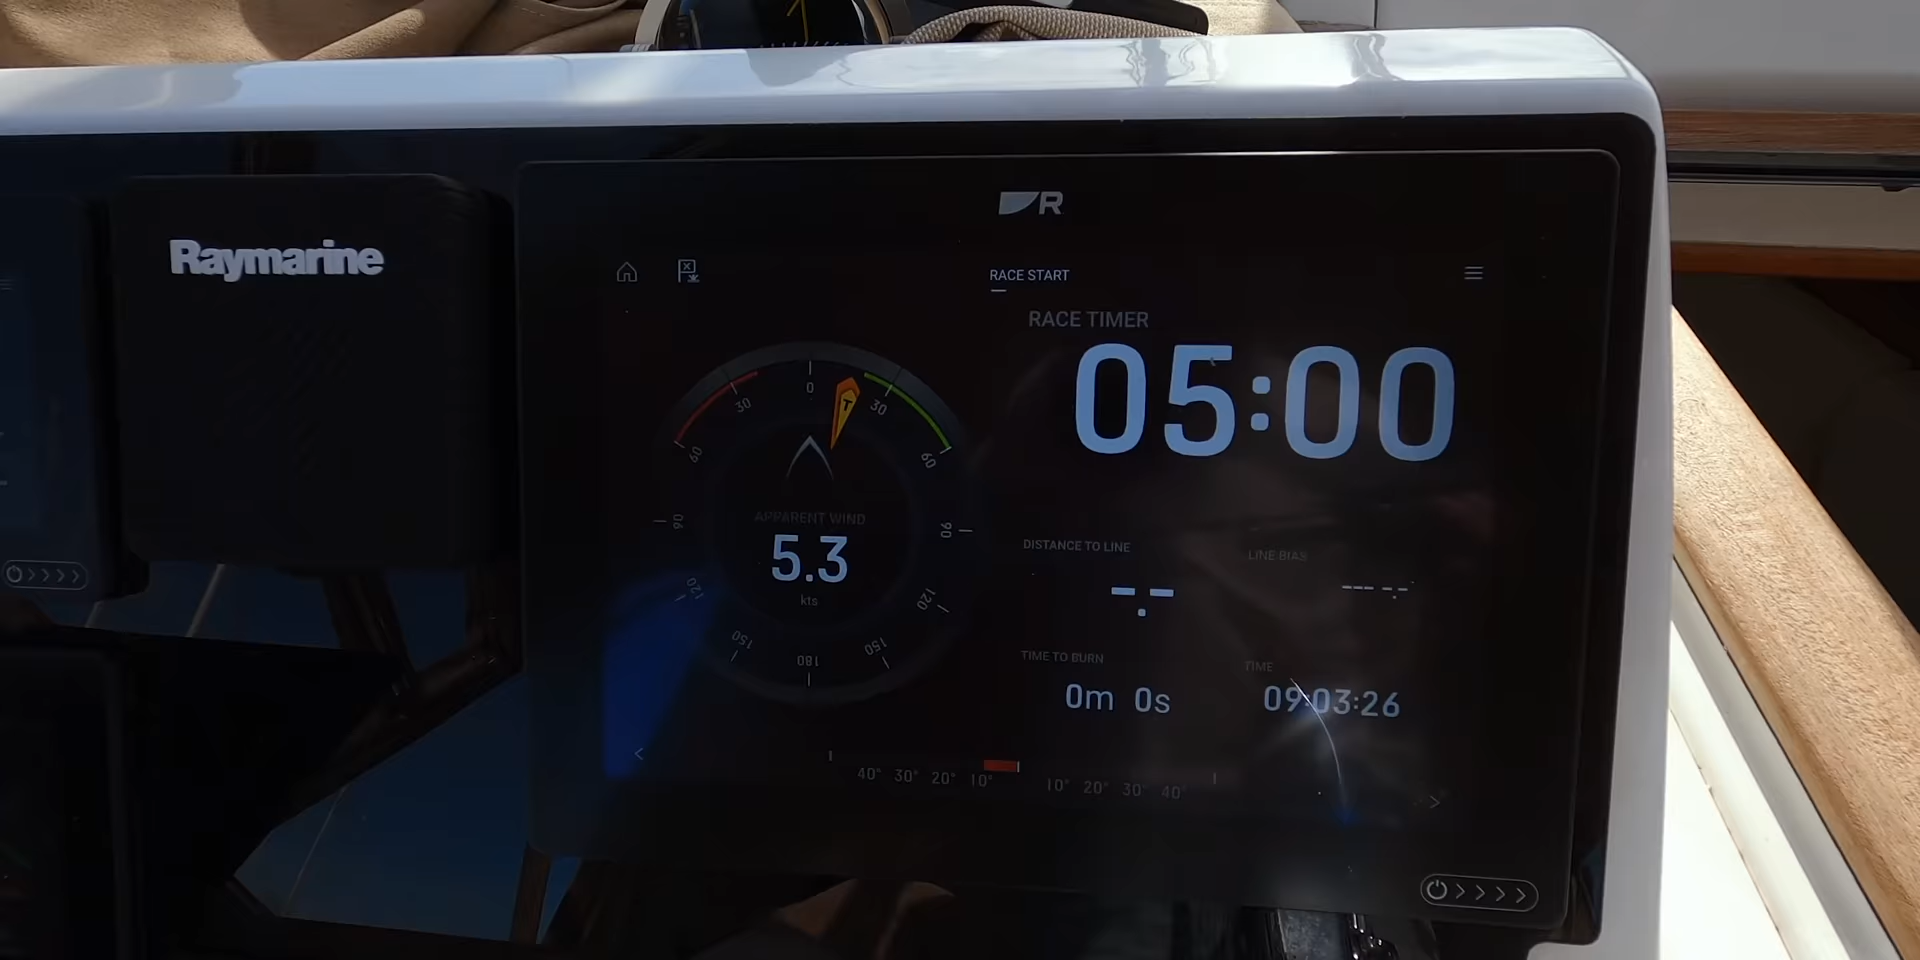 Raymarine
R
RACE START
RACE TIMER
05:00
0
30
30
60
60
90
90
120
120
150
150
180
T
APPARENT WIND
5.3
kts
DISTANCE TO LINE
-.-
LINE BIAS
--- -.-°
TIME TO BURN
0m 0s
TIME
09:03:26
40° 30° 20° 10° 10° 20° 30° 40°